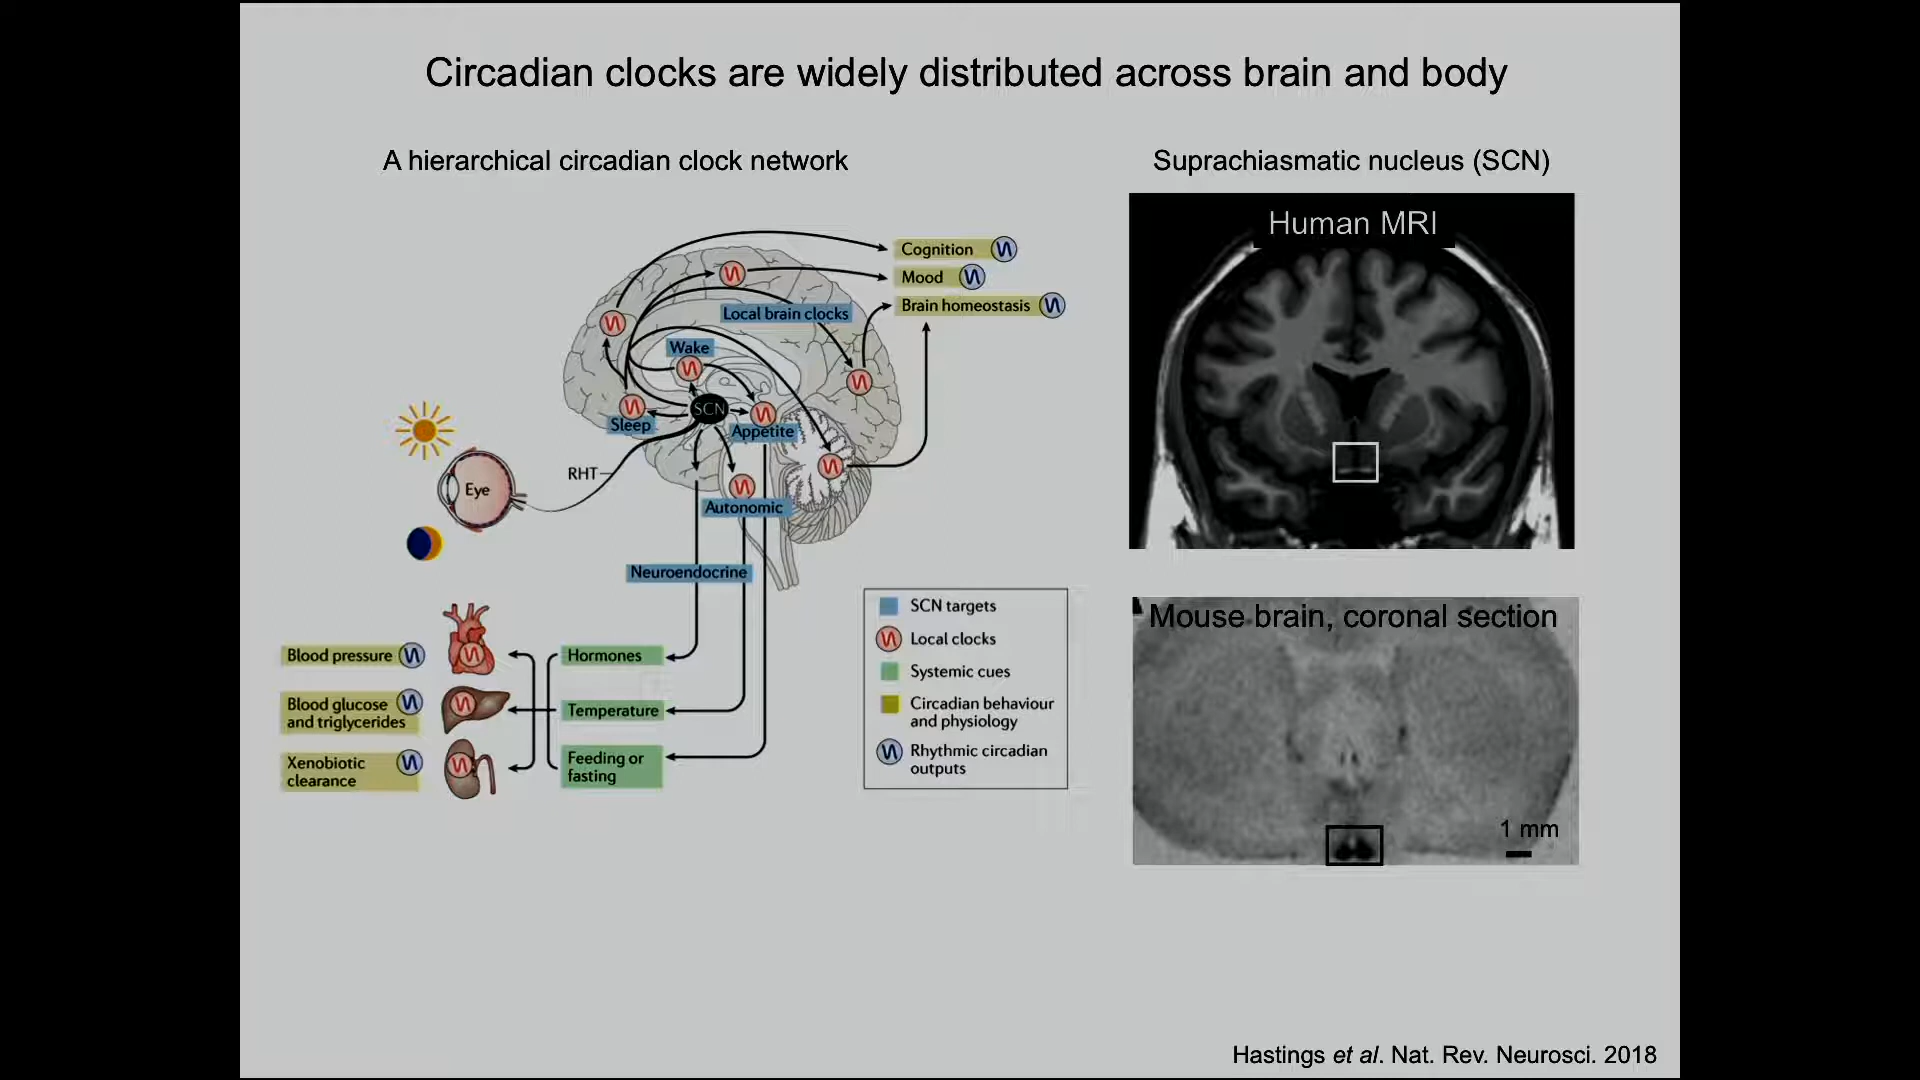 Circadian clocks are widely distributed across brain and body
A hierarchical circadian clock network
Cognition
Mood
Brain homeostasis
Local brain clocks
Wake
SCN
Sleep
Appetite
RHT
Eye
Autonomic
Neuroendocrine
Blood pressure
Hormones
Blood glucose
and triglycerides
Temperature
Xenobiotic
clearance
Feeding or
fasting
SCN targets
Local clocks
Systemic cues
Circadian behaviour
and physiology
Rhythmic circadian
outputs
Suprachiasmatic nucleus (SCN)
Human MRI
Mouse brain, coronal section
1 mm
Hastings et al. Nat. Rev. Neurosci. 2018